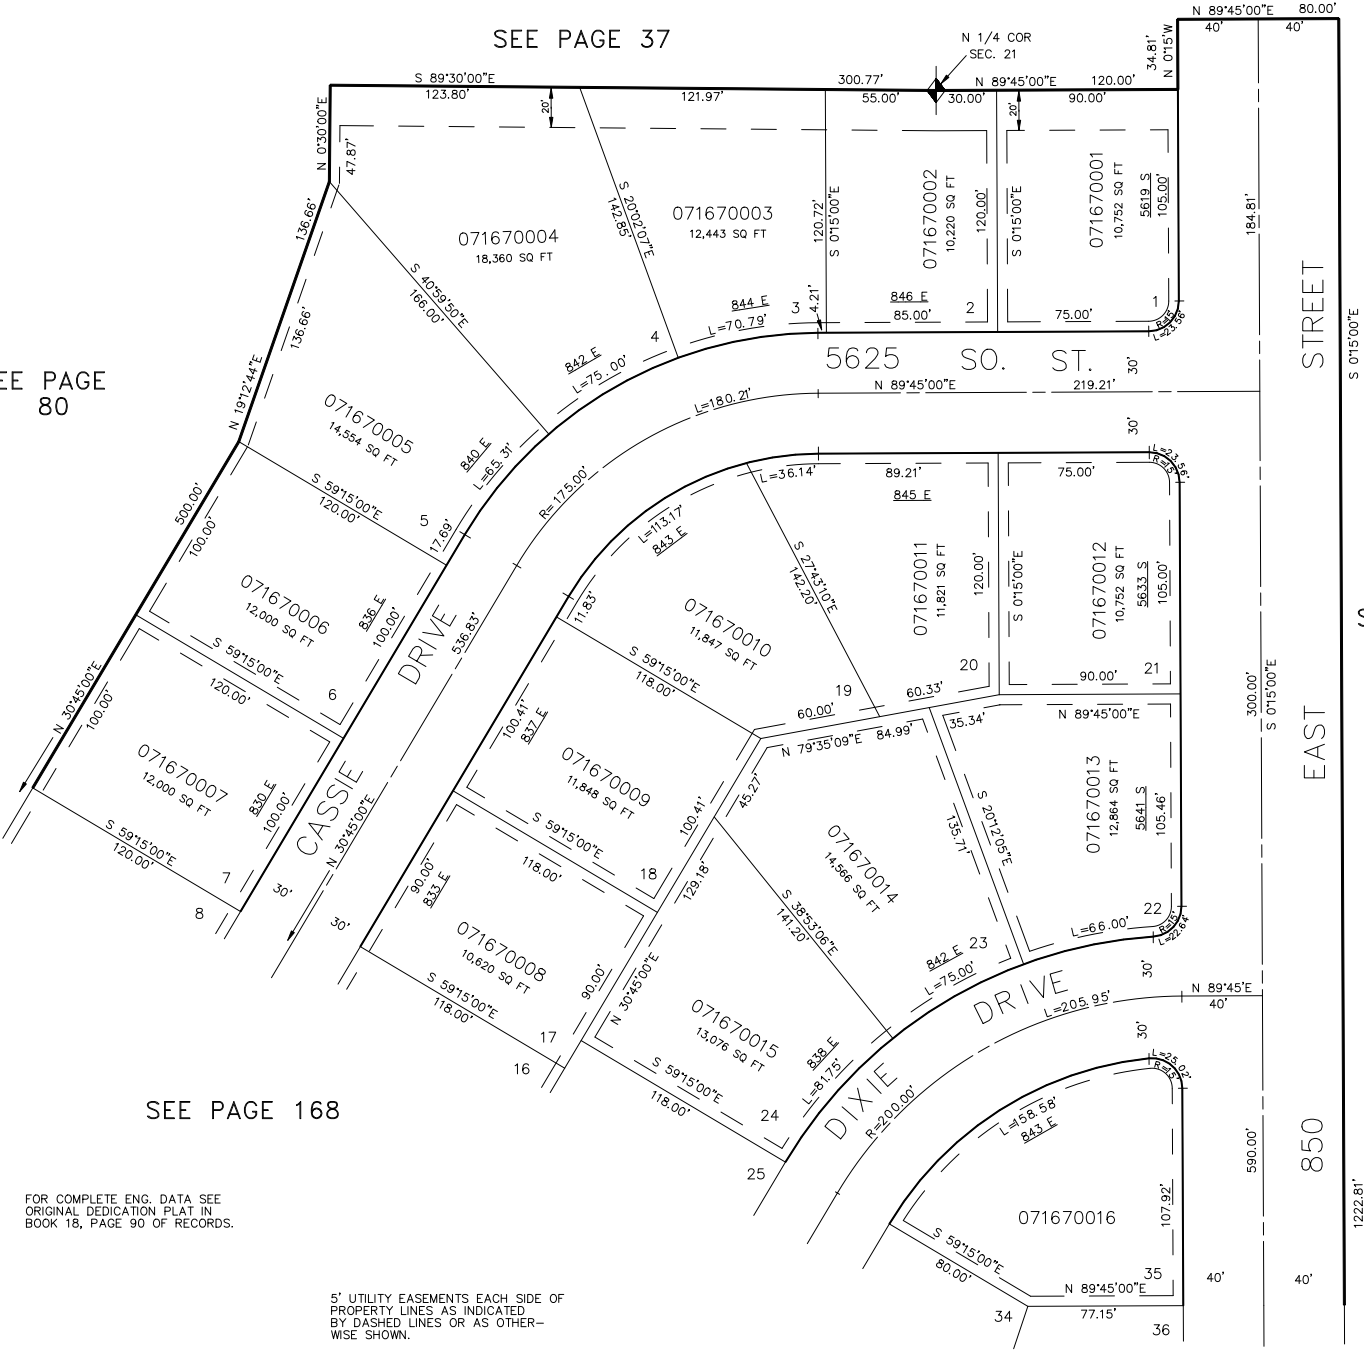 N 89°45'00"E 80.00'
40' 40'
SEE PAGE 37
N 1/4 COR
SEC. 21
34.81'
N 0°15'W
S 89°30'00"E
123.80'
20'
121.97'
300.77'
55.00'
30.00'
N 89°45'00"E
120.00'
90.00'
20'
N 0°30'00"E
47.87'
071670004
18,360 SQ FT
S 20°02'07"E
142.85'
071670003
12,443 SQ FT
120.72'
S 0°15'00"E
071670002
10,220 SQ FT
120.00'
S 0°15'00"E
071670001
10,752 SQ FT
5619 S
105.00'
184.81'
136.66'
136.66'
S 40°59'50"E
166.00'
844 E
L=70.79'
3
4.21'
846 E
85.00'
2
75.00'
1
R=15'
L=23.56'
4
842 E
L=75.00'
5625 SO. ST.
30'
STREET
S 0°15'00"E
EE PAGE
80
N 19°12'44"E
071670005
14,554 SQ FT
840 E
L=65.31'
L=180.21'
N 89°45'00"E
219.21'
30'
S 59°15'00"E
120.00'
5
17.69'
R=175.00'
L=36.14'
89.21'
845 E
75.00'
L=23.56'
R=15'
500.00'
100.00'
L=113.17'
843 E
S 27°43'10"E
142.20'
071670011
11,821 SQ FT
120.00'
S 0°15'00"E
071670012
10,752 SQ FT
5633 S
105.00'
071670006
12,000 SQ FT
836 E
100.00'
DRIVE
536.83'
11.83'
071670010
11,847 SQ FT
S 59°15'00"E
120.00'
6
S 59°15'00"E
118.00'
19
20
60.00'
60.33'
90.00'
21
N 30°45'00"E
100.00'
100.41'
837 E
N 79°35'09"E
84.99'
35.34'
N 89°45'00"E
300.00'
S 0°15'00"E
EAST
071670007
12,000 SQ FT
830 E
100.00'
CASSIE
N 30°45'00"E
071670009
11,848 SQ FT
100.41'
45.27'
071670014
14,566 SQ FT
S 20°12'05"E
135.71'
071670013
12,864 SQ FT
5641 S
105.46'
S 59°15'00"E
120.00'
7
8
30'
30'
90.00'
833 E
S 59°15'00"E
118.00'
18
129.18'
S 38°53'06"E
141.20'
22
R=15'
L=22.64'
L=66.00'
23
842 E
L=75.00'
071670008
10,620 SQ FT
90.00'
N 30°45'00"E
S 59°15'00"E
118.00'
17
16
071670015
13,076 SQ FT
838 E
L=81.75'
DRIVE
L=205.95'
30'
N 89°45'E
40'
30'
S 59°15'00"E
118.00'
24
25
DIXIE
R=200.00'
L=25.02'
R=15'
L=158.58'
843 E
SEE PAGE 168
850
590.00'
1222.81'
FOR COMPLETE ENG. DATA SEE
ORIGINAL DEDICATION PLAT IN
BOOK 18, PAGE 90 OF RECORDS.
071670016
107.92'
S 59°15'00"E
80.00'
N 89°45'00"E
35
40' 40'
34
77.15'
36
5' UTILITY EASEMENTS EACH SIDE OF
PROPERTY LINES AS INDICATED
BY DASHED LINES OR AS OTHER-
WISE SHOWN.